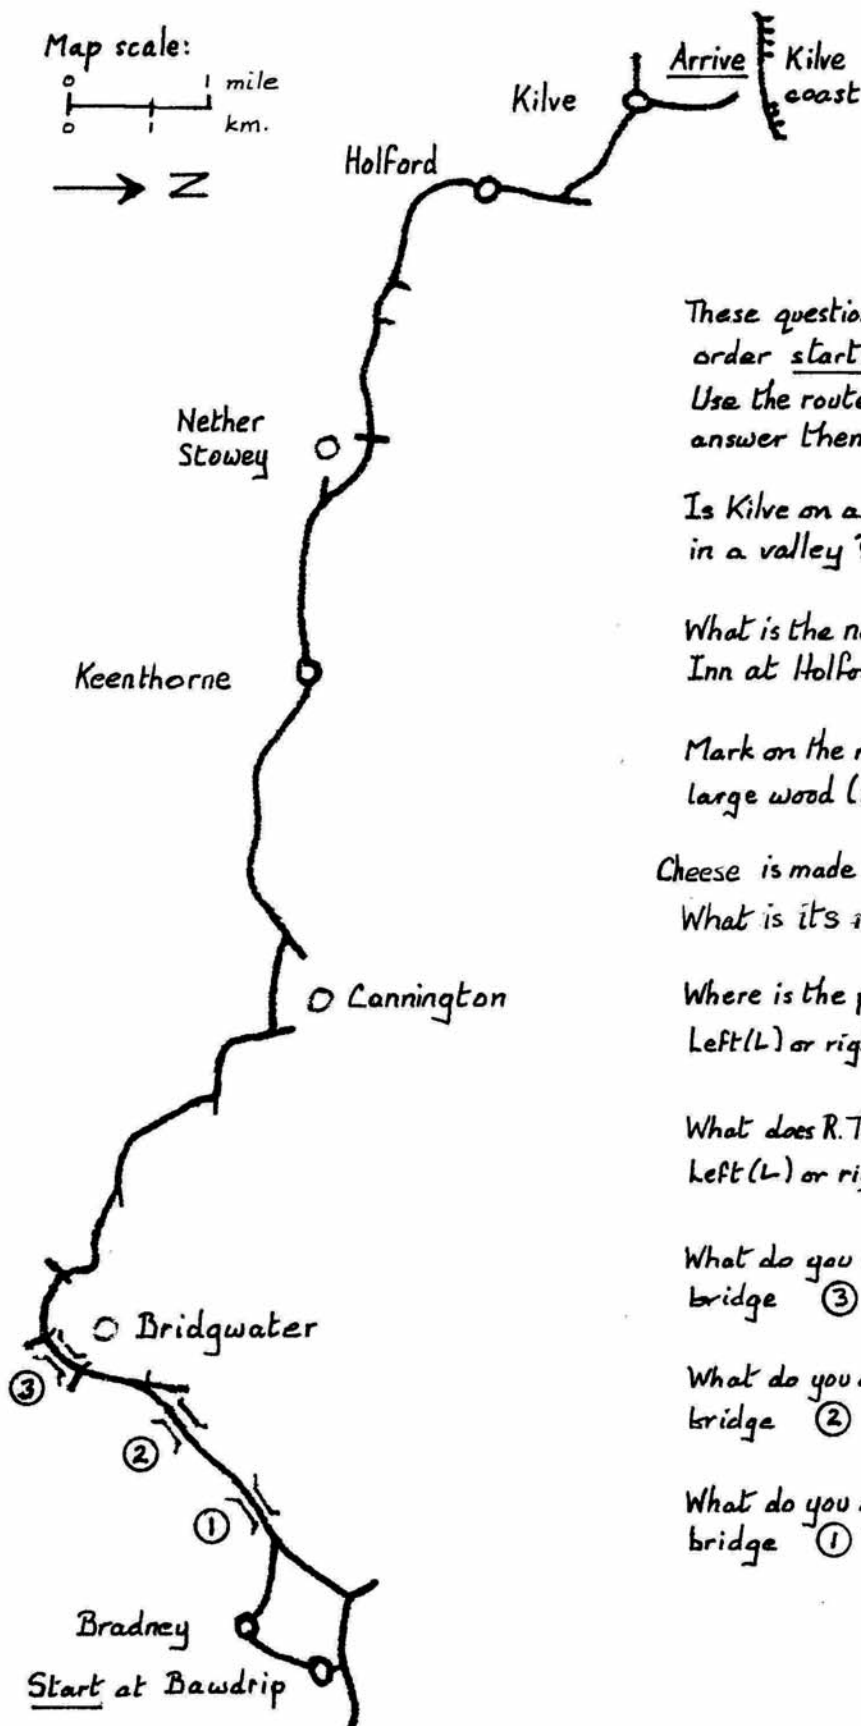 Map scale:
0 1 mile
0 1 km.
N
Arrive
Kilve
coast
Kilve
Holford
Nether
Stowey
Keenthorne
Cannington
Bridgwater
③
②
①
Bradney
Start at Bawdrip
These question
order start
Use the route
answer them
Is Kilve on a
in a valley ?
What is the n
Inn at Holfo
Mark on the
large wood (
Cheese is made
What is it's
Where is the
Left (L) or rig
What does R.T
Left (L) or ri
What do you
bridge ③
What do you
bridge ②
What do you
bridge ①